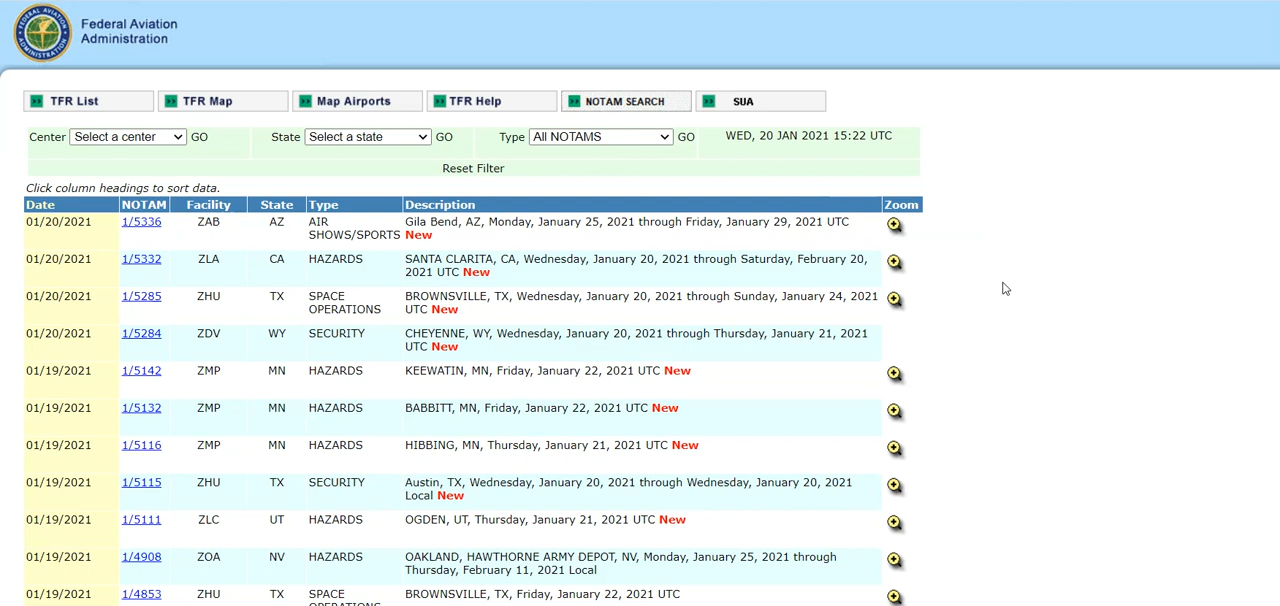 Federal Aviation
Administration
TFR List TFR Map Map Airports TFR Help NOTAM SEARCH SUA
Center Select a center GO State Select a state GO Type All NOTAMS GO WED, 20 JAN 2021 15:22 UTC
Reset Filter
Click column headings to sort data.
Date NOTAM Facility State Type Description Zoom
01/20/2021 1/5336 ZAB AZ AIR Gila Bend, AZ, Monday, January 25, 2021 through Friday, January 29, 2021 UTC
SHOWS/SPORTS New
01/20/2021 1/5332 ZLA CA HAZARDS SANTA CLARITA, CA, Wednesday, January 20, 2021 through Saturday, February 20,
2021 UTC New
01/20/2021 1/5285 ZHU TX SPACE BROWNSVILLE, TX, Wednesday, January 20, 2021 through Sunday, January 24, 2021
OPERATIONS UTC New
01/20/2021 1/5284 ZDV WY SECURITY CHEYENNE, WY, Wednesday, January 20, 2021 through Thursday, January 21, 2021
UTC New
01/19/2021 1/5142 ZMP MN HAZARDS KEEWATIN, MN, Friday, January 22, 2021 UTC New
01/19/2021 1/5132 ZMP MN HAZARDS BABBITT, MN, Friday, January 22, 2021 UTC New
01/19/2021 1/5116 ZMP MN HAZARDS HIBBING, MN, Thursday, January 21, 2021 UTC New
01/19/2021 1/5115 ZHU TX SECURITY Austin, TX, Wednesday, January 20, 2021 through Wednesday, January 20, 2021
Local New
01/19/2021 1/5111 ZLC UT HAZARDS OGDEN, UT, Thursday, January 21, 2021 UTC New
01/19/2021 1/4908 ZOA NV HAZARDS OAKLAND, HAWTHORNE ARMY DEPOT, NV, Monday, January 25, 2021 through
Thursday, February 11, 2021 Local
01/19/2021 1/4853 ZHU TX SPACE BROWNSVILLE, TX, Friday, January 22, 2021 UTC